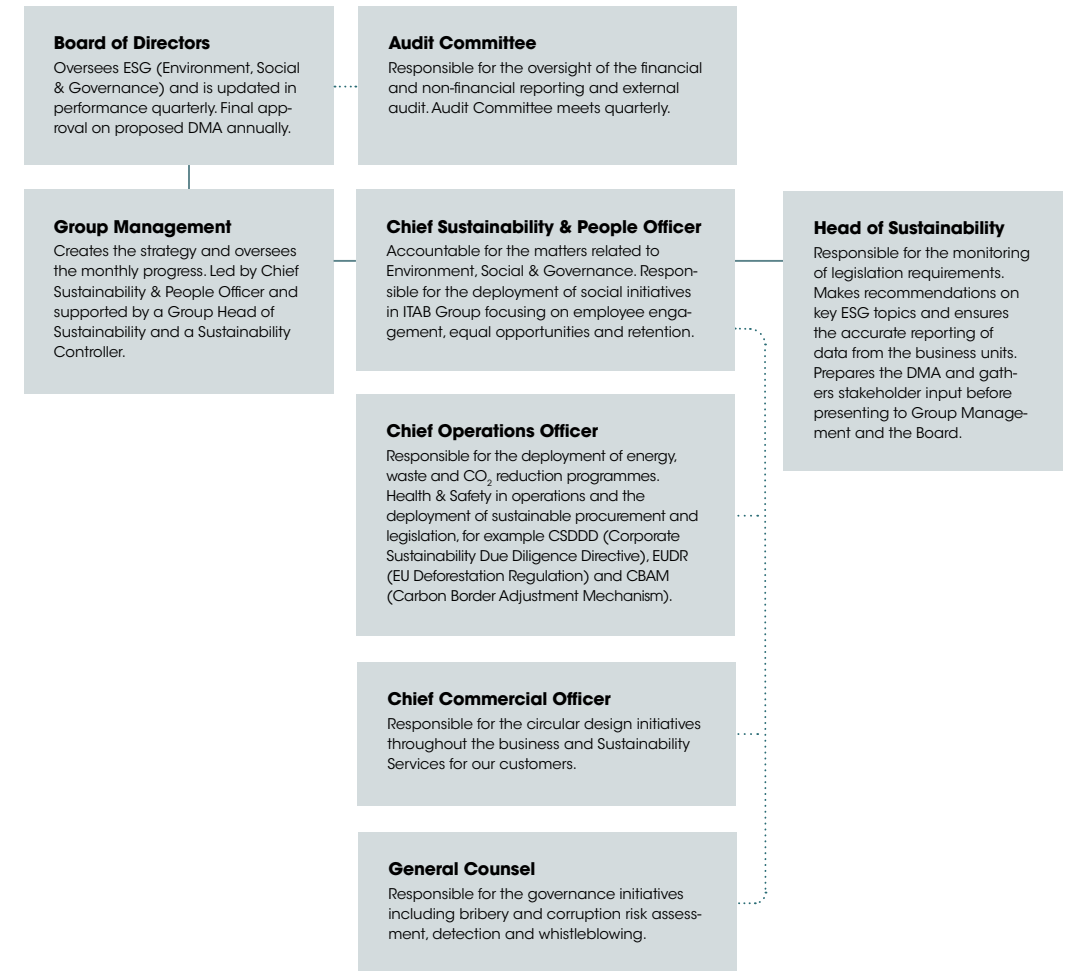 Board of Directors
Oversees ESG (Environment, Social
& Governance) and is updated in
performance quarterly. Final app-
roval on proposed DMA annually.
Audit Committee
Responsible for the oversight of the financial
and non-financial reporting and external
audit. Audit Committee meets quarterly.
Group Management
Creates the strategy and oversees
the monthly progress. Led by Chief
Sustainability & People Officer and
supported by a Group Head of
Sustainability and a Sustainability
Controller.
Chief Sustainability & People Officer
Accountable for the matters related to
Environment, Social & Governance. Respon-
sible for the deployment of social initiatives
in ITAB Group focusing on employee enga-
gement, equal opportunities and retention.
Head of Sustainability
Responsible for the monitoring
of legislation requirements.
Makes recommendations on
key ESG topics and ensures
the accurate reporting of
data from the business units.
Prepares the DMA and gath-
ers stakeholder input before
presenting to Group Manage-
ment and the Board.
Chief Operations Officer
Responsible for the deployment of energy,
waste and CO₂ reduction programmes.
Health & Safety in operations and the
deployment of sustainable procurement and
legislation, for example CSDDD (Corporate
Sustainability Due Diligence Directive), EUDR
(EU Deforestation Regulation) and CBAM
(Carbon Border Adjustment Mechanism).
Chief Commercial Officer
Responsible for the circular design initiatives
throughout the business and Sustainability
Services for our customers.
General Counsel
Responsible for the governance initiatives
including bribery and corruption risk assess-
ment, detection and whistleblowing.